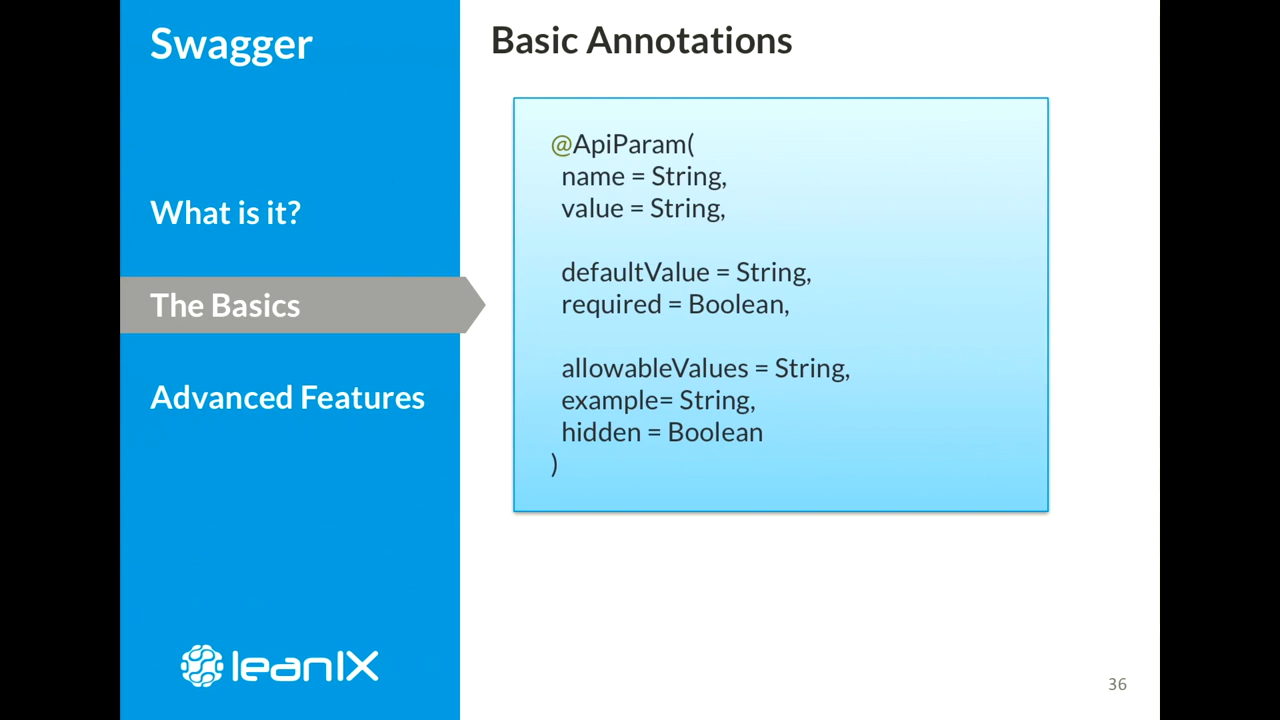 Swagger
What is it?
The Basics
Advanced Features
leanIX
Basic Annotations
@ApiParam(
name = String,
value = String,
defaultValue = String,
required = Boolean,
allowableValues = String,
example= String,
hidden = Boolean
)
36